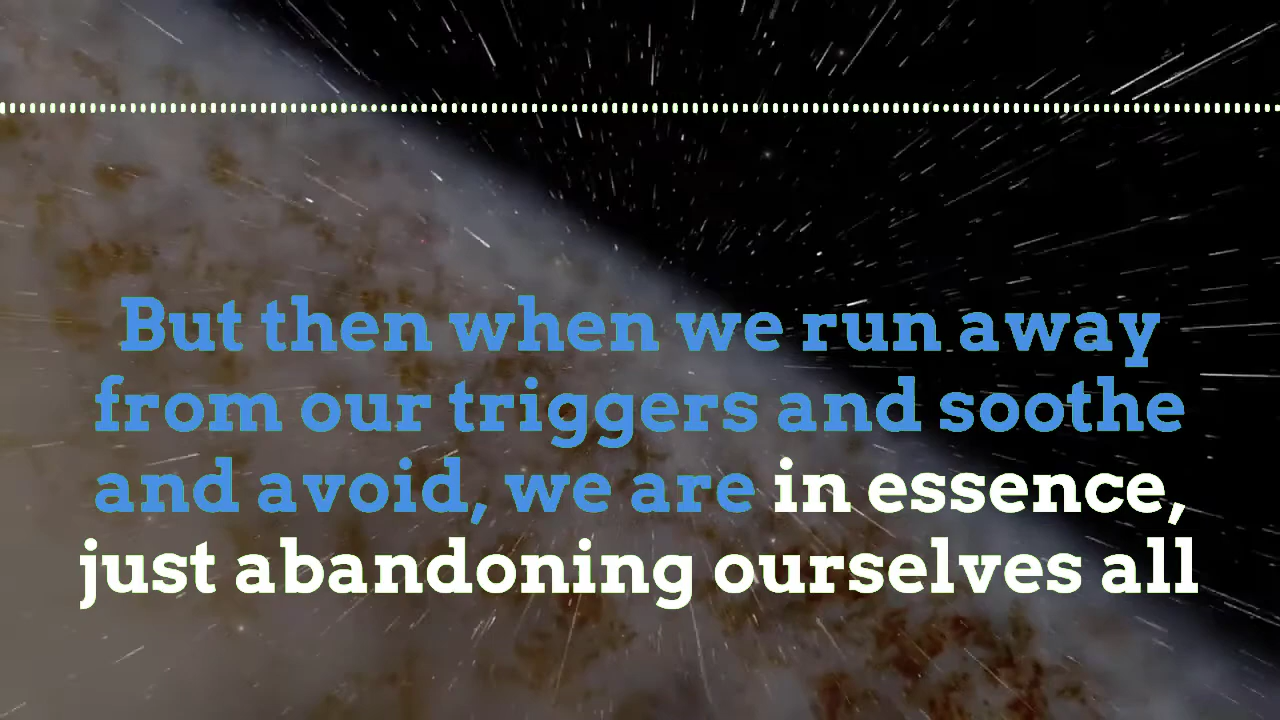 But then when we run away
from our triggers and soothe
and avoid, we are in essence,
just abandoning ourselves all